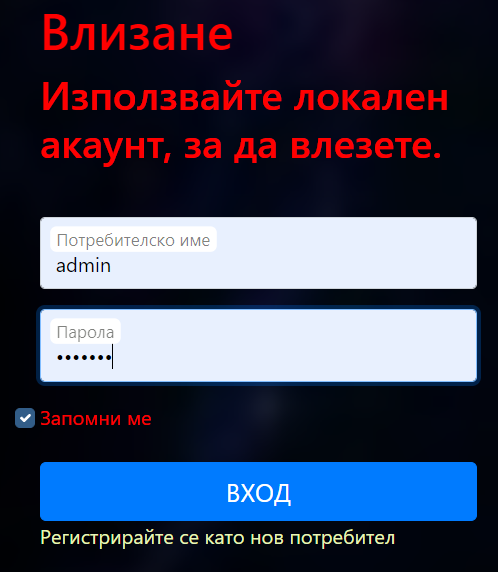 Влизане
Използвайте локален
акаунт, за да влезете.
Потребителско име
admin
Парола
•••••••
Запомни ме
ВХОД
Регистрирайте се като нов потребител